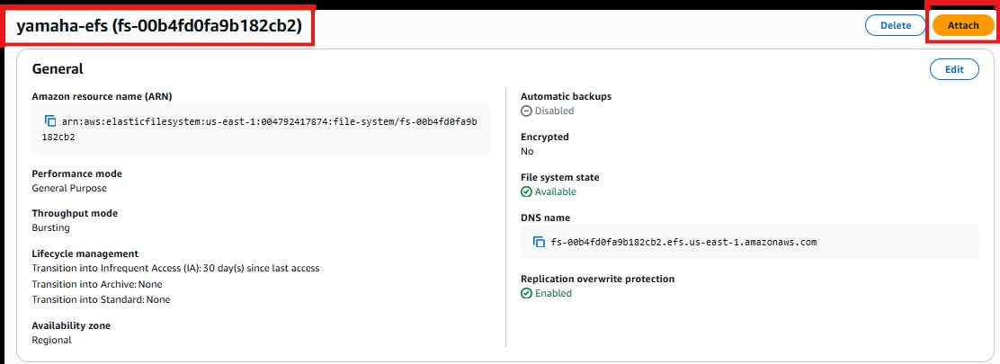 yamaha-efs (fs-00b4fd0fa9b182cb2)
Delete
Attach
General
Edit
Amazon resource name (ARN)
arn:aws:elasticfilesystem:us-east-1:004792417874:file-system/fs-00b4fd0fa9b
182cb2
Performance mode
General Purpose
Throughput mode
Bursting
Lifecycle management
Transition into Infrequent Access (IA): 30 day(s) since last access
Transition into Archive: None
Transition into Standard: None
Availability zone
Regional
Automatic backups
Disabled
Encrypted
No
File system state
Available
DNS name
fs-00b4fd0fa9b182cb2.efs.us-east-1.amazonaws.com
Replication overwrite protection
Enabled